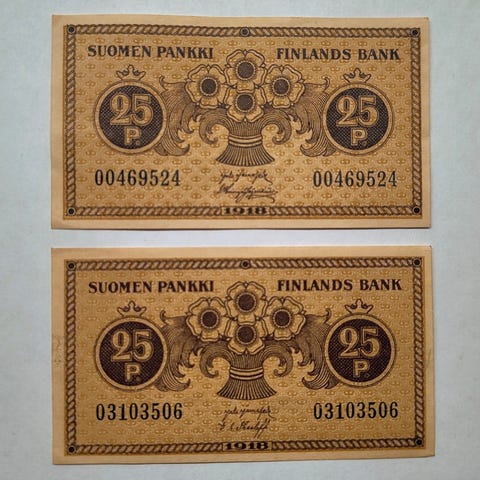 SUOMEN PANKKI FINLANDS BANK
25 P. 25 P.
00469524 00469524
1918
SUOMEN PANKKI FINLANDS BANK
25 P. 25 P.
03103506 03103506
1918